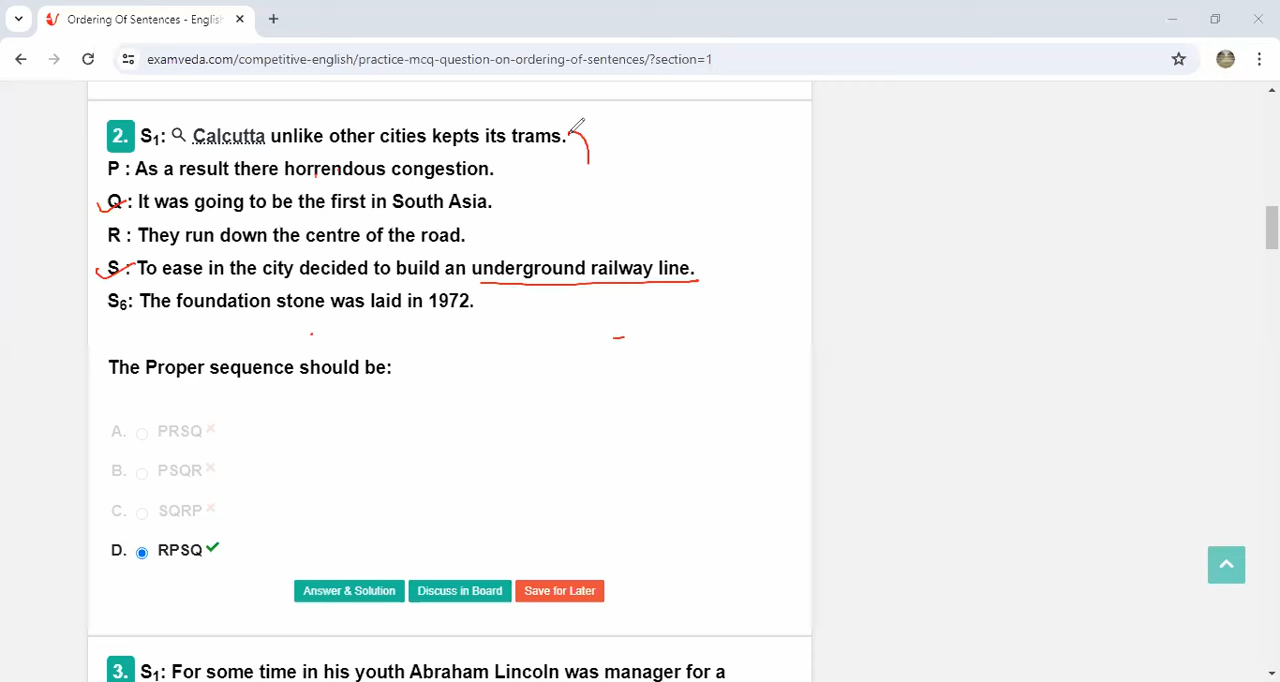 Ordering Of Sentences - Englis
examveda.com/competitive-english/practice-mcq-question-on-ordering-of-sentences/?section=1
2. S1: Calcutta unlike other cities kepts its trams.
P : As a result there horrendous congestion.
Q : It was going to be the first in South Asia.
R : They run down the centre of the road.
S : To ease in the city decided to build an underground railway line.
S6: The foundation stone was laid in 1972.
The Proper sequence should be:
A. PRSQ
B. PSQR
C. SQRP
D. RPSQ
Answer & Solution Discuss in Board Save for Later
3. S1: For some time in his youth Abraham Lincoln was manager for a